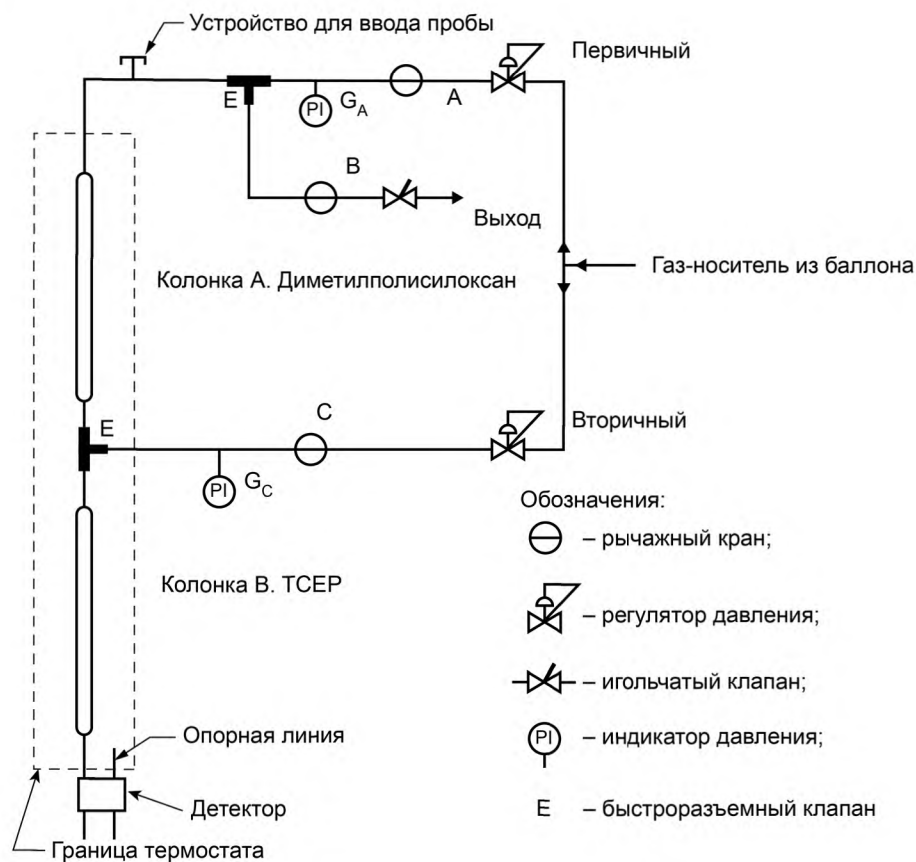 Устройство для ввода пробы
Первичный
E
PI
G_A
A
B
Выход
Газ-носитель из баллона
Колонка А. Диметилполисилоксан
E
C
Вторичный
PI
G_C
Обозначения:
– рычажный кран;
Колонка В. ТСЕР
– регулятор давления;
– игольчатый клапан;
Опорная линия
PI – индикатор давления;
Детектор
E – быстроразъемный клапан
Граница термостата